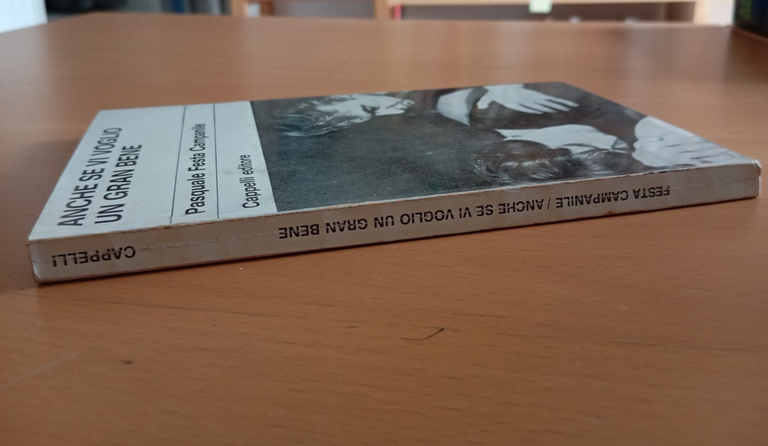 ANCHE SE VI VOGLIO
UN GRAN BENE
Pasquale Festa Campanile
Cappelli editore
FESTA CAMPANILE / ANCHE SE VI VOGLIO UN GRAN BENE
CAPPELLI